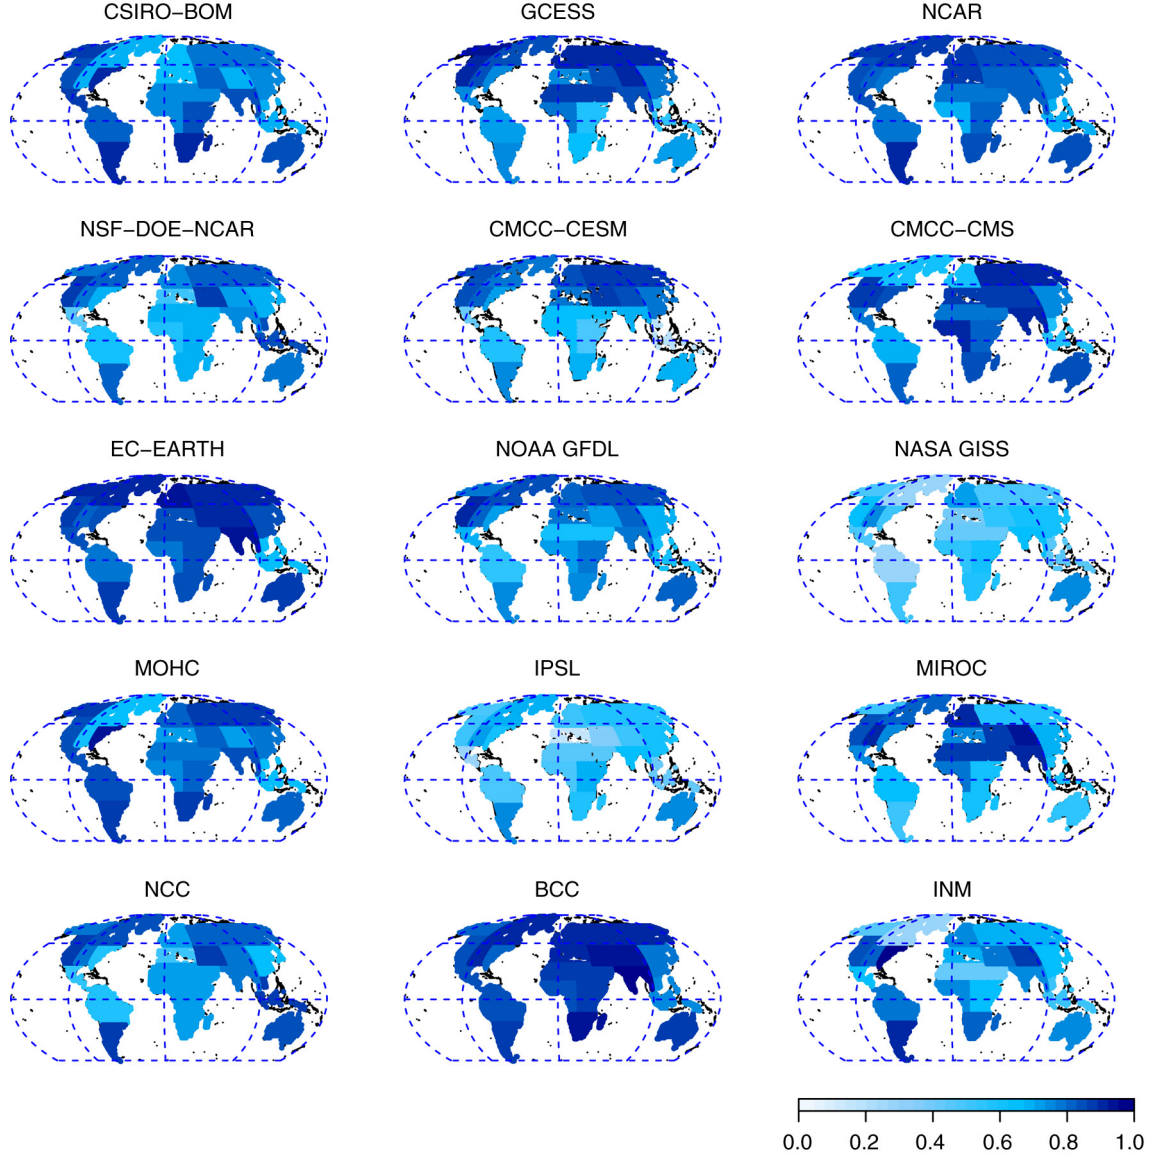 CSIRO−BOM GCESS NCAR
NSF−DOE−NCAR CMCC−CESM CMCC−CMS
EC−EARTH NOAA GFDL NASA GISS
MOHC IPSL MIROC
NCC BCC INM
0.0 0.2 0.4 0.6 0.8 1.0